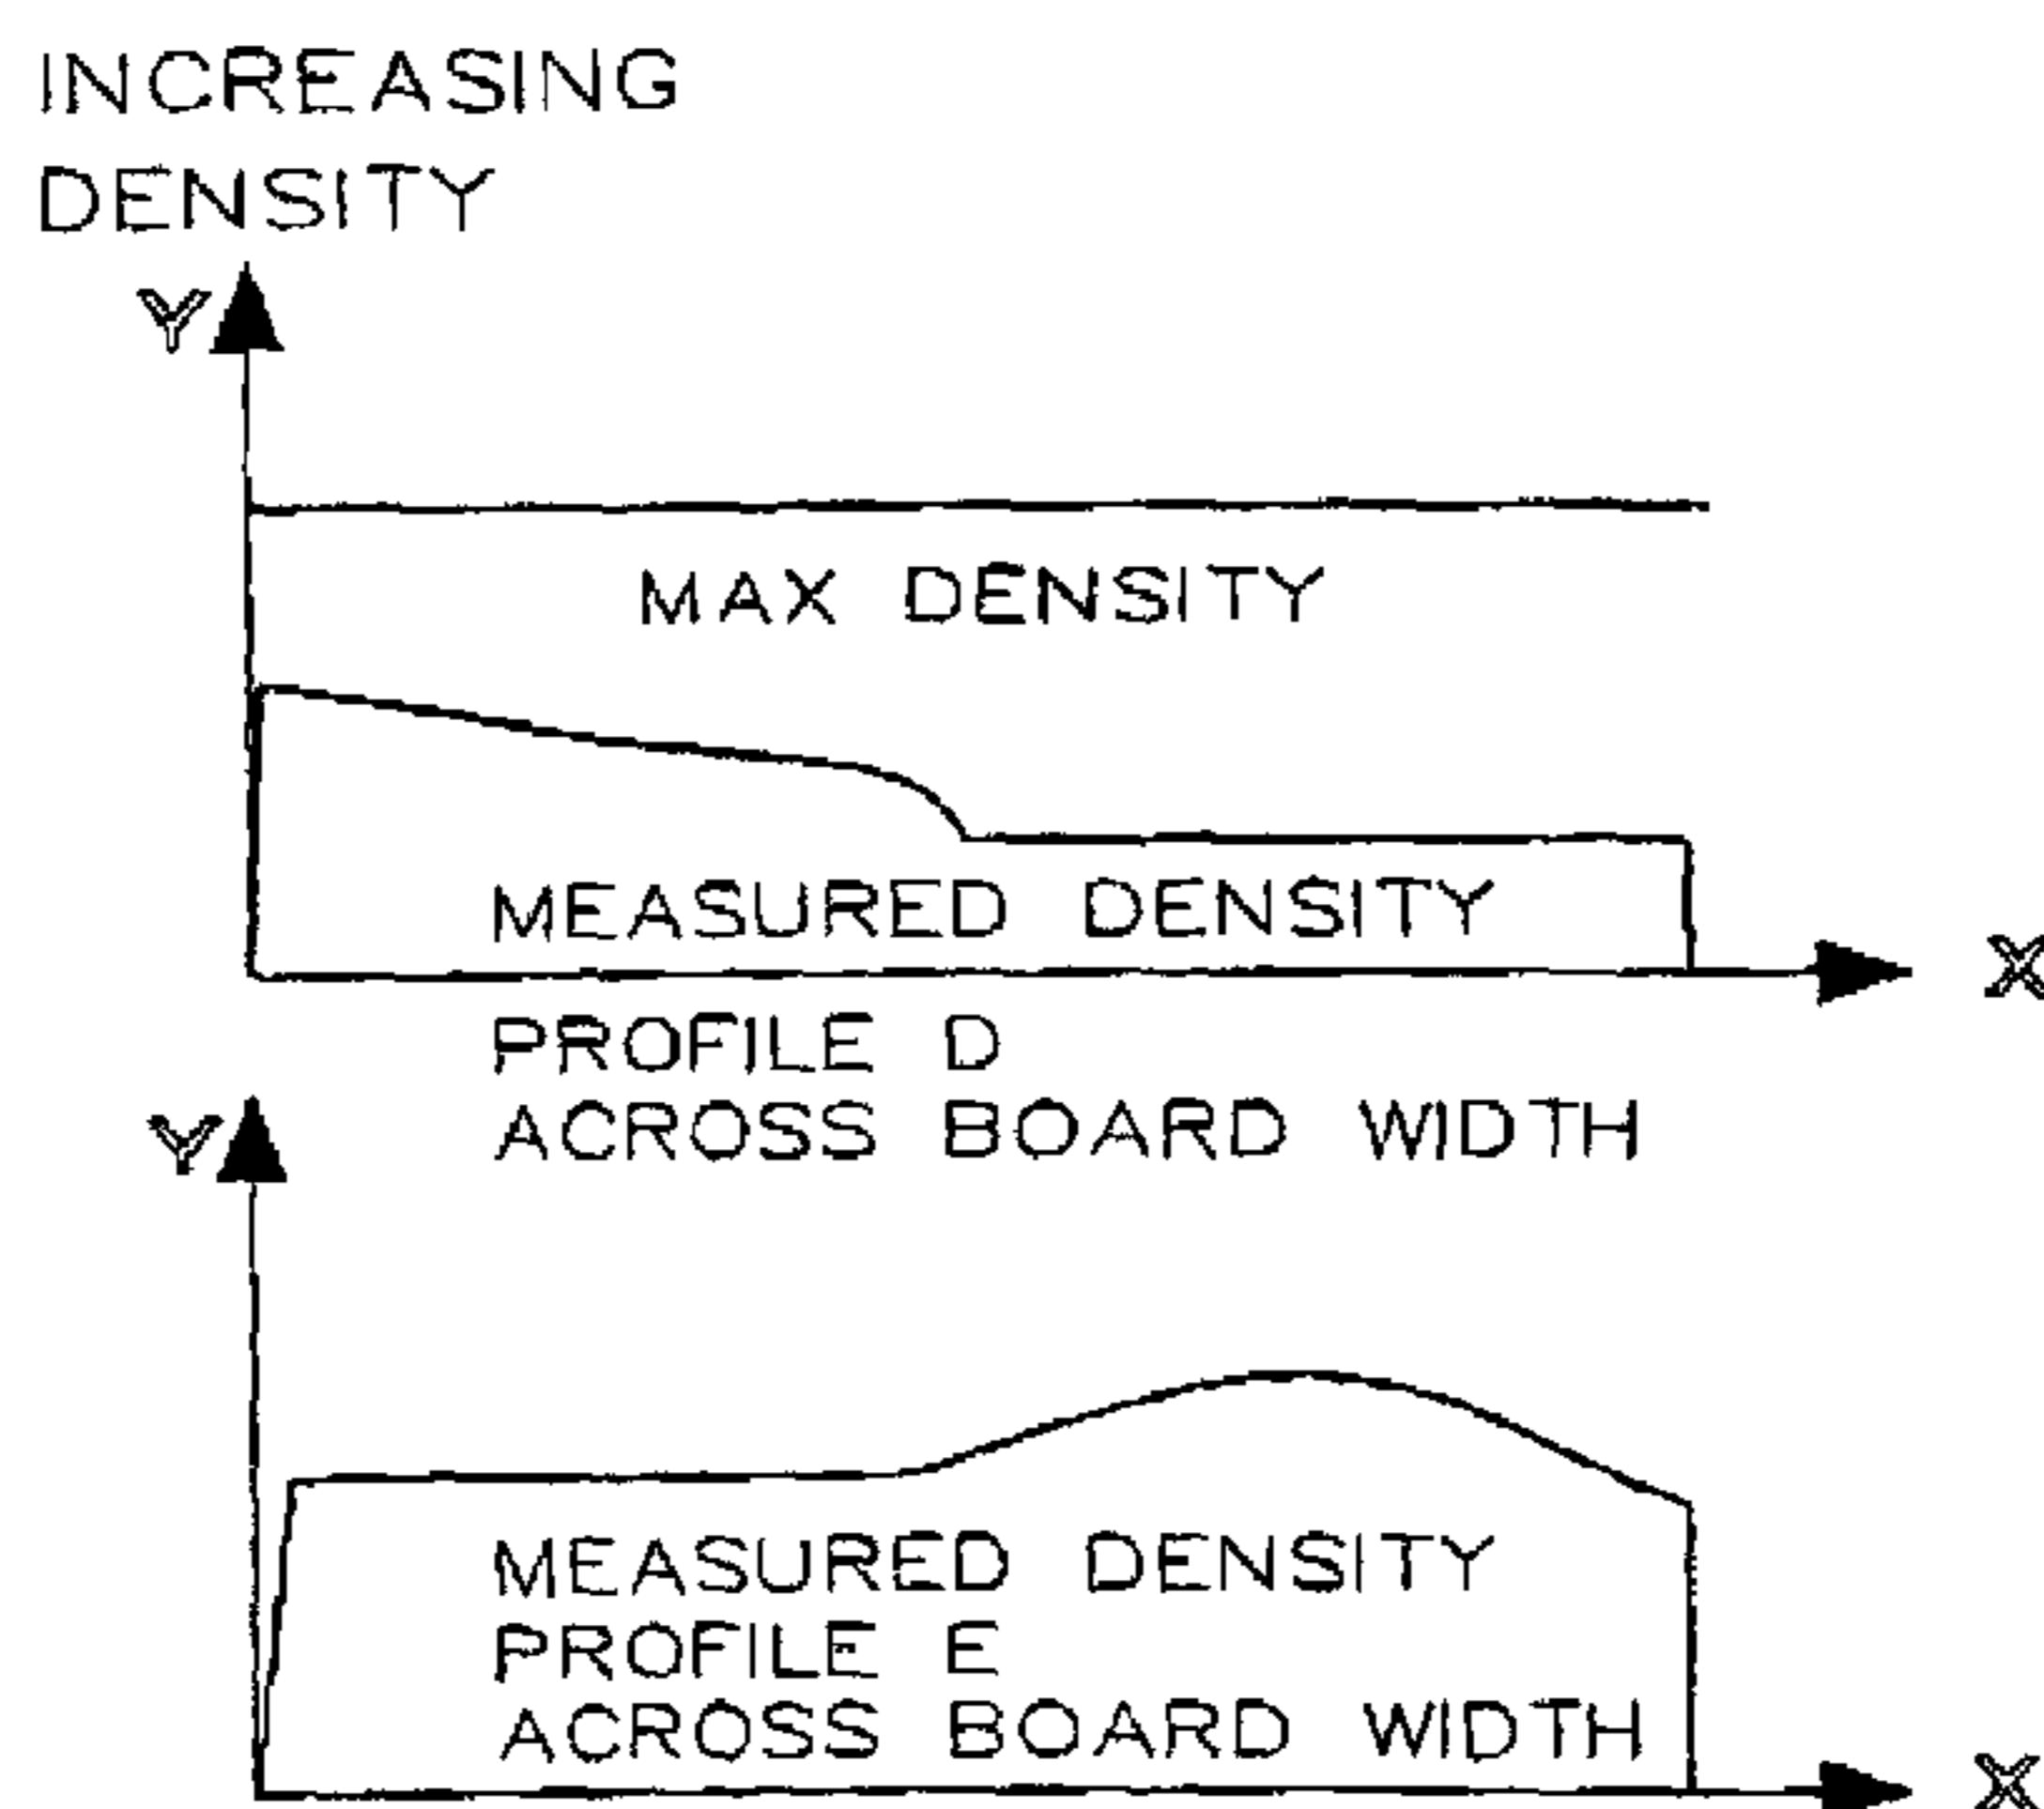 INCREASING
DENSITY
Y
MAX DENSITY
MEASURED DENSITY
X
PROFILE D
ACROSS BOARD WIDTH
Y
MEASURED DENSITY
PROFILE E
ACROSS BOARD WIDTH
X